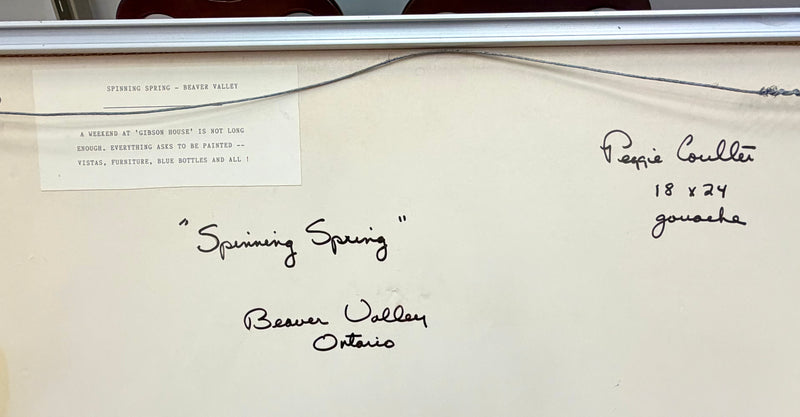 SPINNING SPRING - BEAVER VALLEY
A WEEKEND AT 'GIBSON HOUSE' IS NOT LONG
ENOUGH. EVERYTHING ASKS TO BE PAINTED --
VISTAS, FURNITURE, BLUE BOTTLES AND ALL !
Peggie Coulter
18 x 24
gouache
"Spinning Spring"
Beaver Valley
Ontario